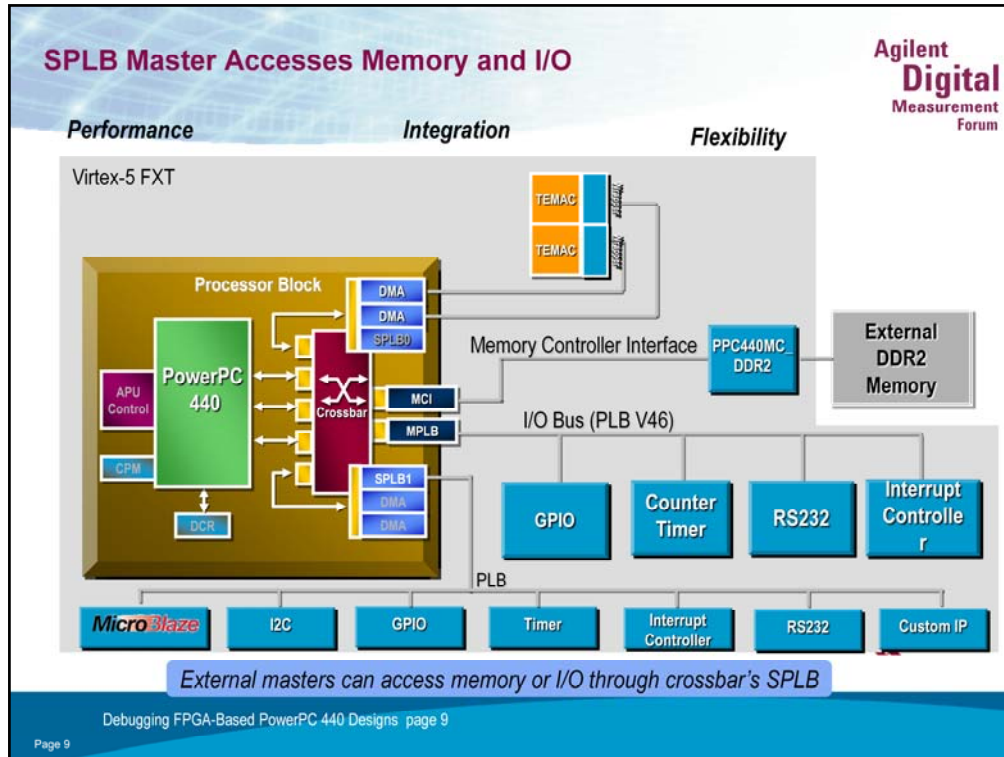 SPLB Master Accesses Memory and I/O
Agilent
Digital
Measurement
Forum
Performance
Integration
Flexibility
Virtex-5 FXT
TEMAC
TEMAC
Processor Block
DMA
DMA
SPLB0
PowerPC
440
APU
Control
Crossbar
MCI
MPLB
Memory Controller Interface
PPC440MC_
DDR2
External
DDR2
Memory
I/O Bus (PLB V46)
CPM
DCR
SPLB1
DMA
DMA
GPIO
Counter
Timer
RS232
Interrupt
Controlle
r
PLB
MicroBlaze
I2C
GPIO
Timer
Interrupt
Controller
RS232
Custom IP
External masters can access memory or I/O through crossbar's SPLB
Debugging FPGA-Based PowerPC 440 Designs page 9
Page 9